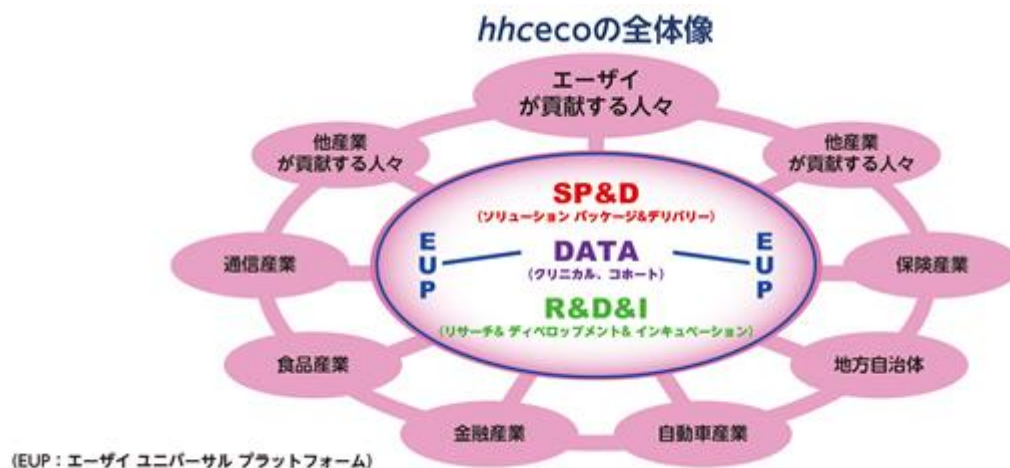 hhcecoの全体像
エーザイ
が貢献する人々
他産業
が貢献する人々
他産業
が貢献する人々
SP&D
(ソリューション パッケージ&デリバリー)
通信産業
EUP
DATA
(クリニカル、コホート)
EUP
保険産業
R&D&I
(リサーチ& ディベロップメント& インキュベーション)
食品産業
地方自治体
金融産業
自動車産業
(EUP:エーザイ ユニバーサル プラットフォーム)